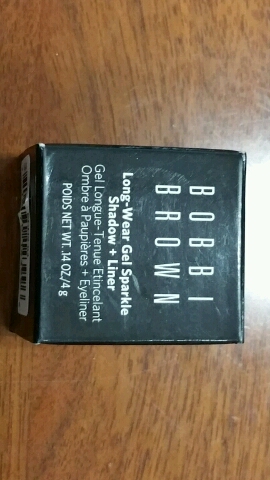 BOBBI
BROWN
Long-Wear Gel Sparkle
Shadow + Liner
Gel Longue-Tenue Etincelant
Ombre à Paupières + Eyeliner
POIDS NET WT. .14 OZ/4 g